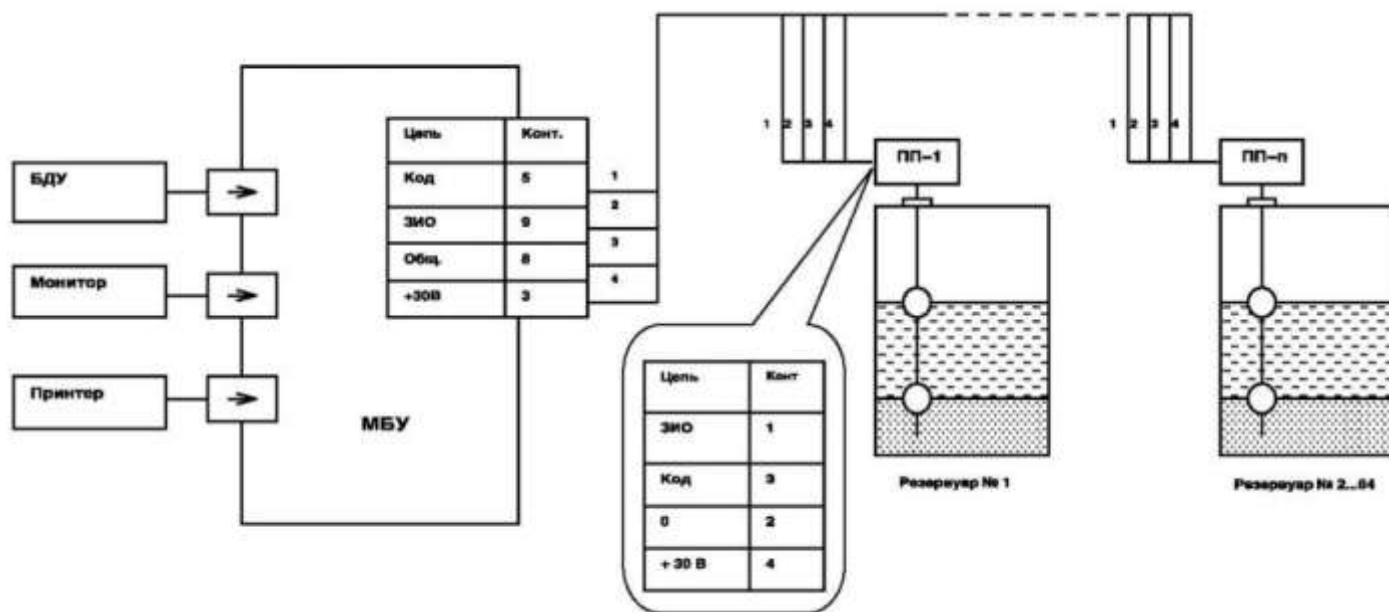 БДУ
Монитор
Принтер
МБУ
Цепь Конт.
Код 5
ЗИО 9
Общ. 8
+30В 3
1
2
3
4
1 2 3 4
ПП-1
1 2 3 4
ПП-n
Цепь Конт
ЗИО 1
Код 3
0 2
+ 30 В 4
Резервуар № 1
Резервуар № 2...64